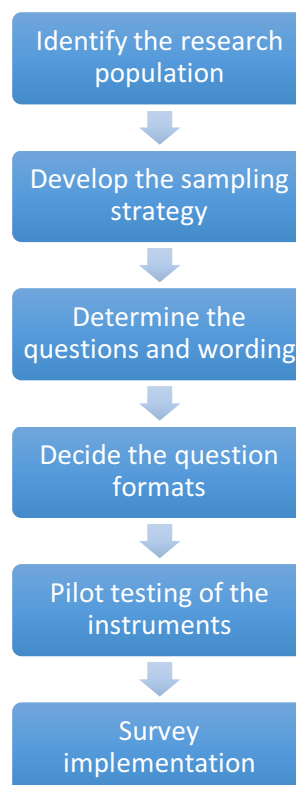 Identify the research
population
Develop the sampling
strategy
Determine the
questions and wording
Decide the question
formats
Pilot testing of the
instruments
Survey
implementation